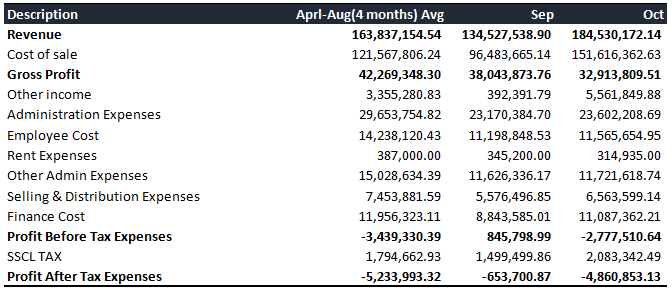 Description Aprl-Aug(4 months) Avg Sep Oct
Revenue 163,837,154.54 134,527,538.90 184,530,172.14
Cost of sale 121,567,806.24 96,483,665.14 151,616,362.63
Gross Profit 42,269,348.30 38,043,873.76 32,913,809.51
Other income 3,355,280.83 392,391.79 5,561,849.88
Administration Expenses 29,653,754.82 23,170,384.70 23,602,208.69
Employee Cost 14,238,120.43 11,198,848.53 11,565,654.95
Rent Expenses 387,000.00 345,200.00 314,935.00
Other Admin Expenses 15,028,634.39 11,626,336.17 11,721,618.74
Selling & Distribution Expenses 7,453,881.59 5,576,496.85 6,563,599.14
Finance Cost 11,956,323.11 8,843,585.01 11,087,362.21
Profit Before Tax Expenses -3,439,330.39 845,798.99 -2,777,510.64
SSCL TAX 1,794,662.93 1,499,499.86 2,083,342.49
Profit After Tax Expenses -5,233,993.32 -653,700.87 -4,860,853.13